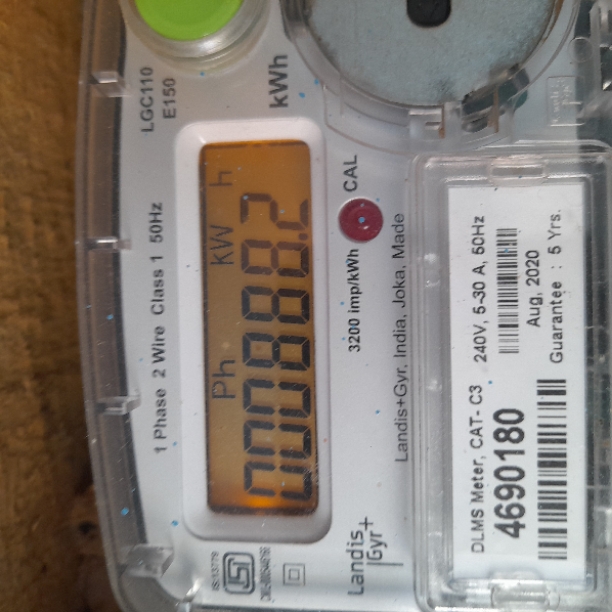 LGC110
E150
kWh
1 Phase 2 Wire Class 1 50Hz
Ph kW h
000888.2
3200 imp/kWh CAL
Landis+Gyr, India, Joka, Made
Landis
Gyr+
DLMS Meter, CAT- C3 240V, 5-30 A, 50Hz
4690180
Aug, 2020
Guarantee : 5 Yrs.